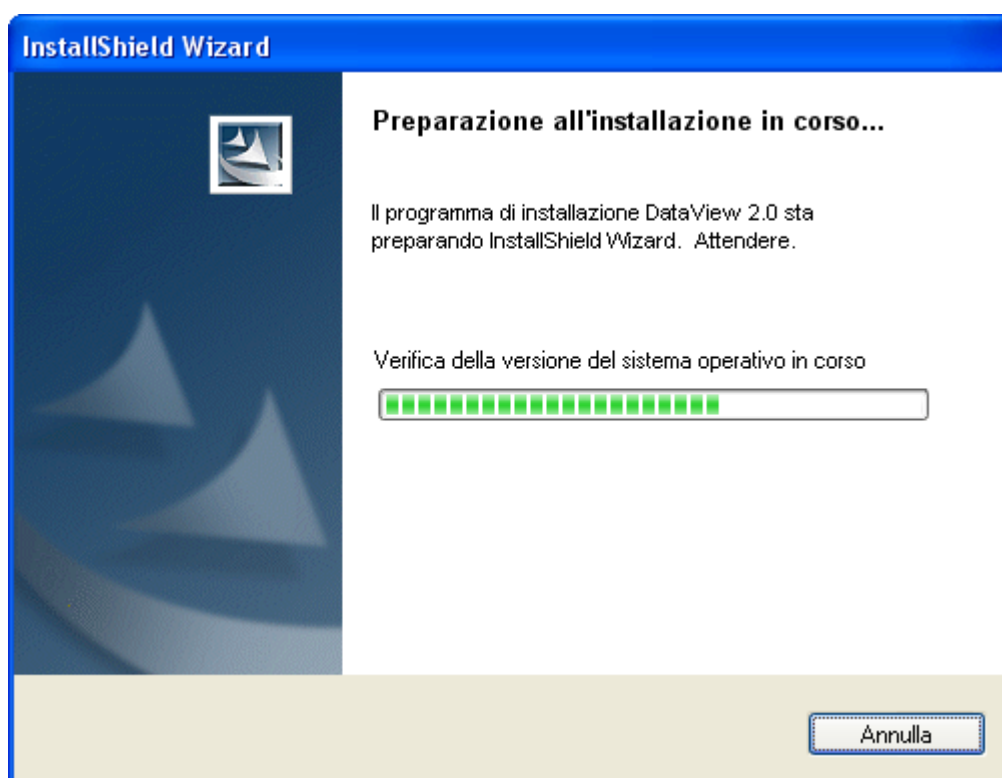 InstallShield Wizard
Preparazione all'installazione in corso...
Il programma di installazione DataView 2.0 sta
preparando InstallShield Wizard. Attendere.
Verifica della versione del sistema operativo in corso
Annulla